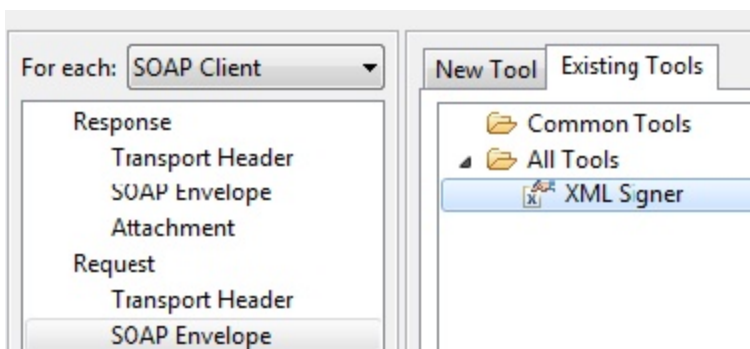 For each: SOAP Client
Response
Transport Header
SOAP Envelope
Attachment
Request
Transport Header
SOAP Envelope
New Tool Existing Tools
Common Tools
All Tools
XML Signer